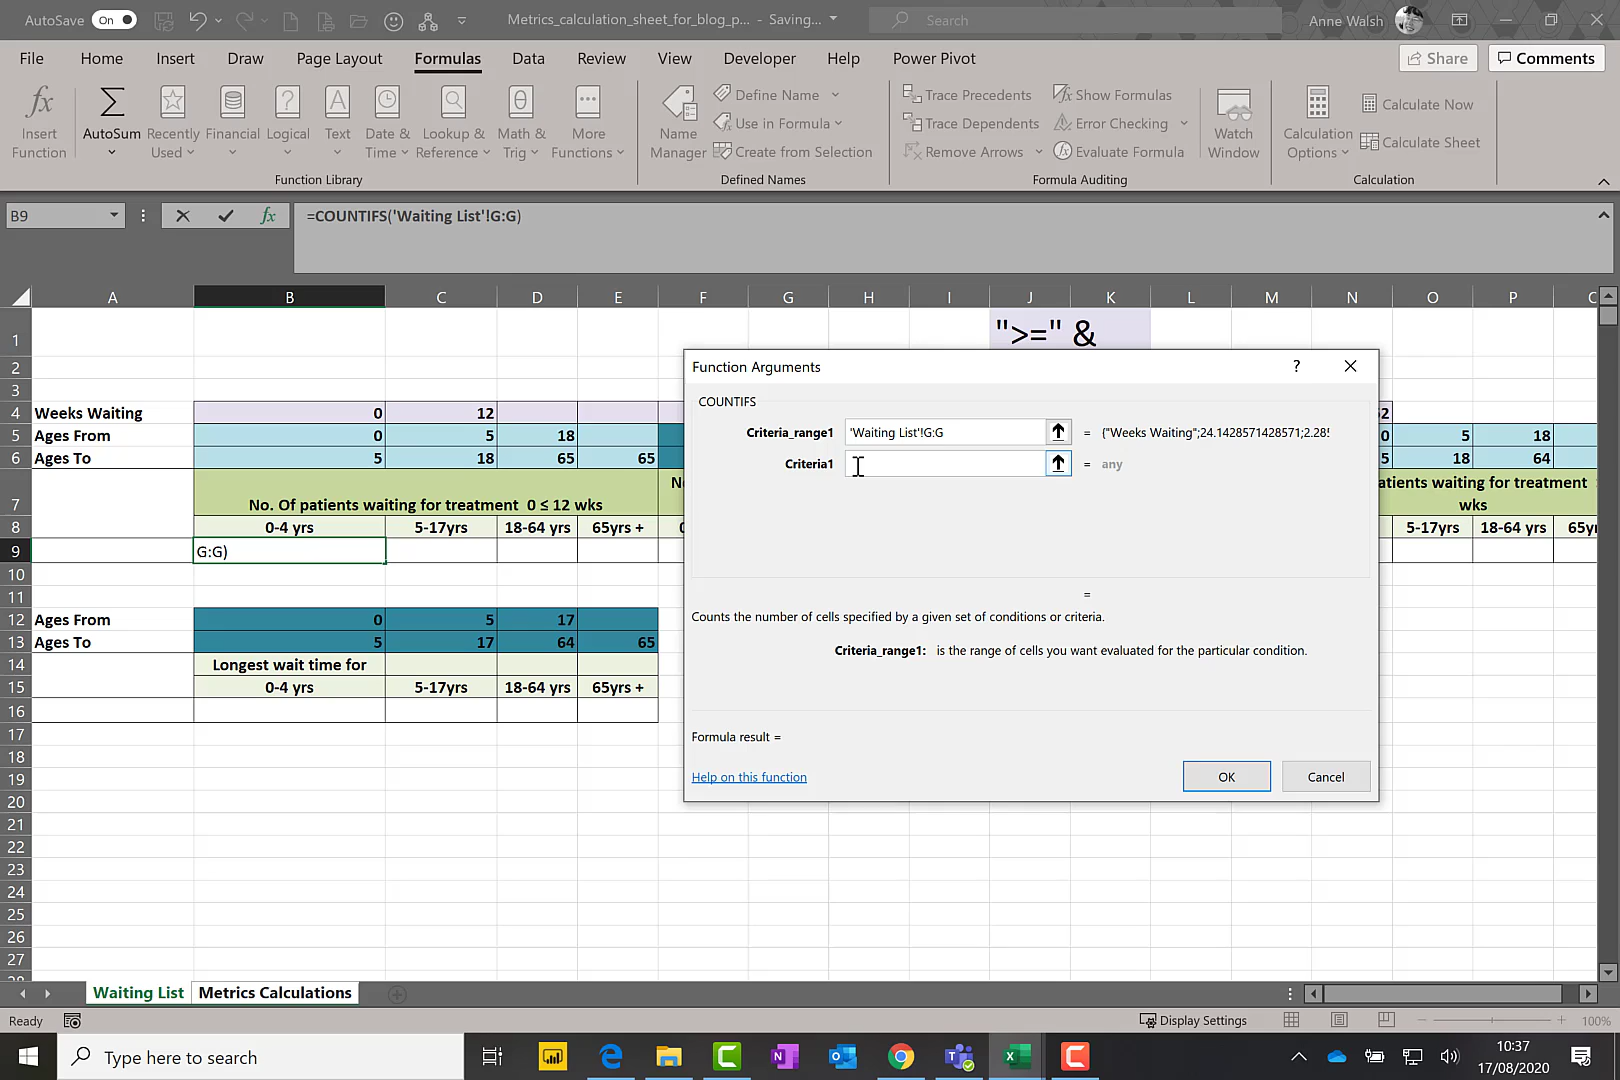 AutoSave On Metrics_calculation_sheet_for_blog_p... - Saving... Search Anne Walsh
File Home Insert Draw Page Layout Formulas Data Review View Developer Help Power Pivot Share Comments
Insert Function
AutoSum
Recently Used
Financial
Logical
Text
Date & Time
Lookup & Reference
Math & Trig
More Functions
Function Library
Name Manager
Define Name
Use in Formula
Create from Selection
Defined Names
Trace Precedents
Trace Dependents
Remove Arrows
Show Formulas
Error Checking
Evaluate Formula
Formula Auditing
Watch Window
Calculation Options
Calculate Now
Calculate Sheet
Calculation
B9 fx =COUNTIFS('Waiting List'!G:G)
A B C D E F G H I J K L M N O P
1 ">=" &
2
3
4 Weeks Waiting 0 12
5 Ages From 0 5 18 0 5 18
6 Ages To 0 5 18 65 65 5 18 64
7 No. Of patients waiting for treatment 0 ≤ 12 wks atients waiting for treatment wks
8 0-4 yrs 5-17yrs 18-64 yrs 65yrs + 5-17yrs 18-64 yrs
9 G:G)
10
11
12 Ages From 0 5 17
13 Ages To 5 17 64 65
14 Longest wait time for
15 0-4 yrs 5-17yrs 18-64 yrs 65yrs +
16
17
18
19
20
21
22
23
24
25
26
27
Function Arguments ?
COUNTIFS
Criteria_range1 'Waiting List'!G:G = {"Weeks Waiting";24.1428571428571;2.285
Criteria1 = any
=
Counts the number of cells specified by a given set of conditions or criteria.
Criteria_range1: is the range of cells you want evaluated for the particular condition.
Formula result =
Help on this function OK Cancel
Waiting List Metrics Calculations
Ready Display Settings 100%
Type here to search 10:37
17/08/2020